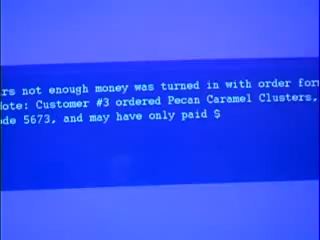 rs not enough money was turned in with order for
ote: Customer #3 ordered Pecan Caramel Clusters,
de 5673, and may have only paid $